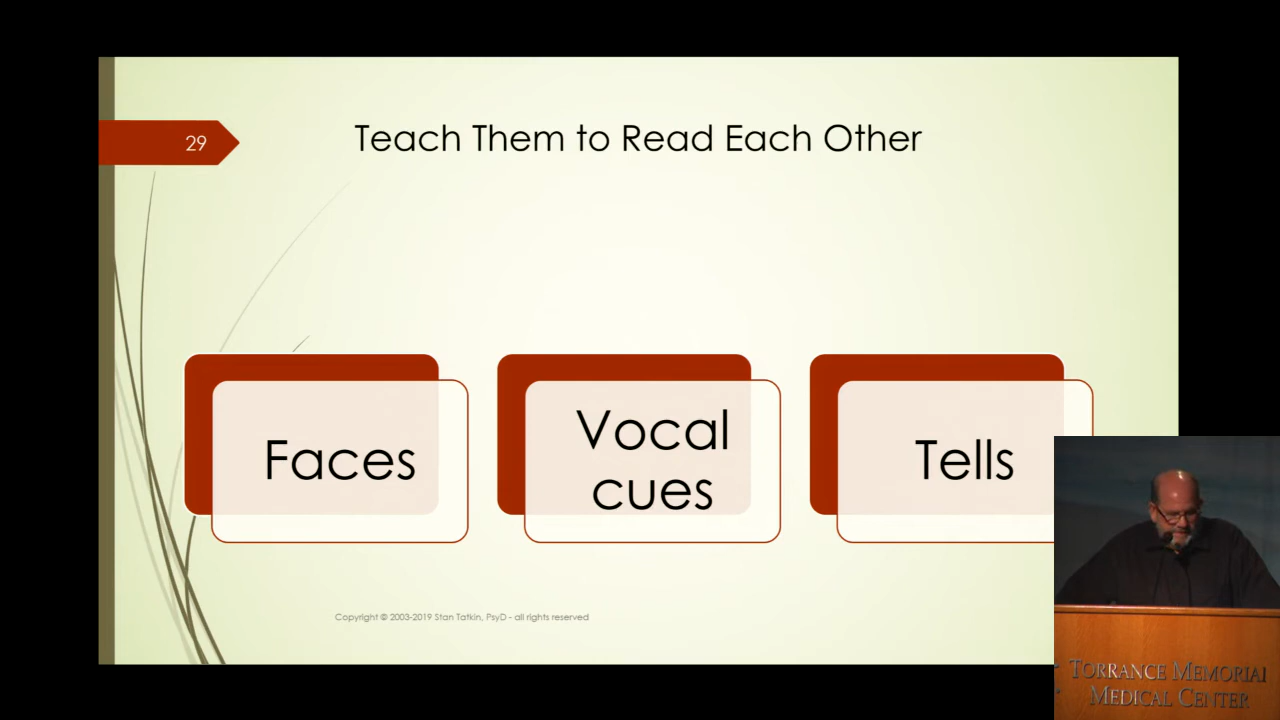 29
Teach Them to Read Each Other
Faces
Vocal
cues
Tells
Copyright © 2003-2019 Stan Tatkin, PsyD - all rights reserved
TORRANCE MEMORIAL
MEDICAL CENTER